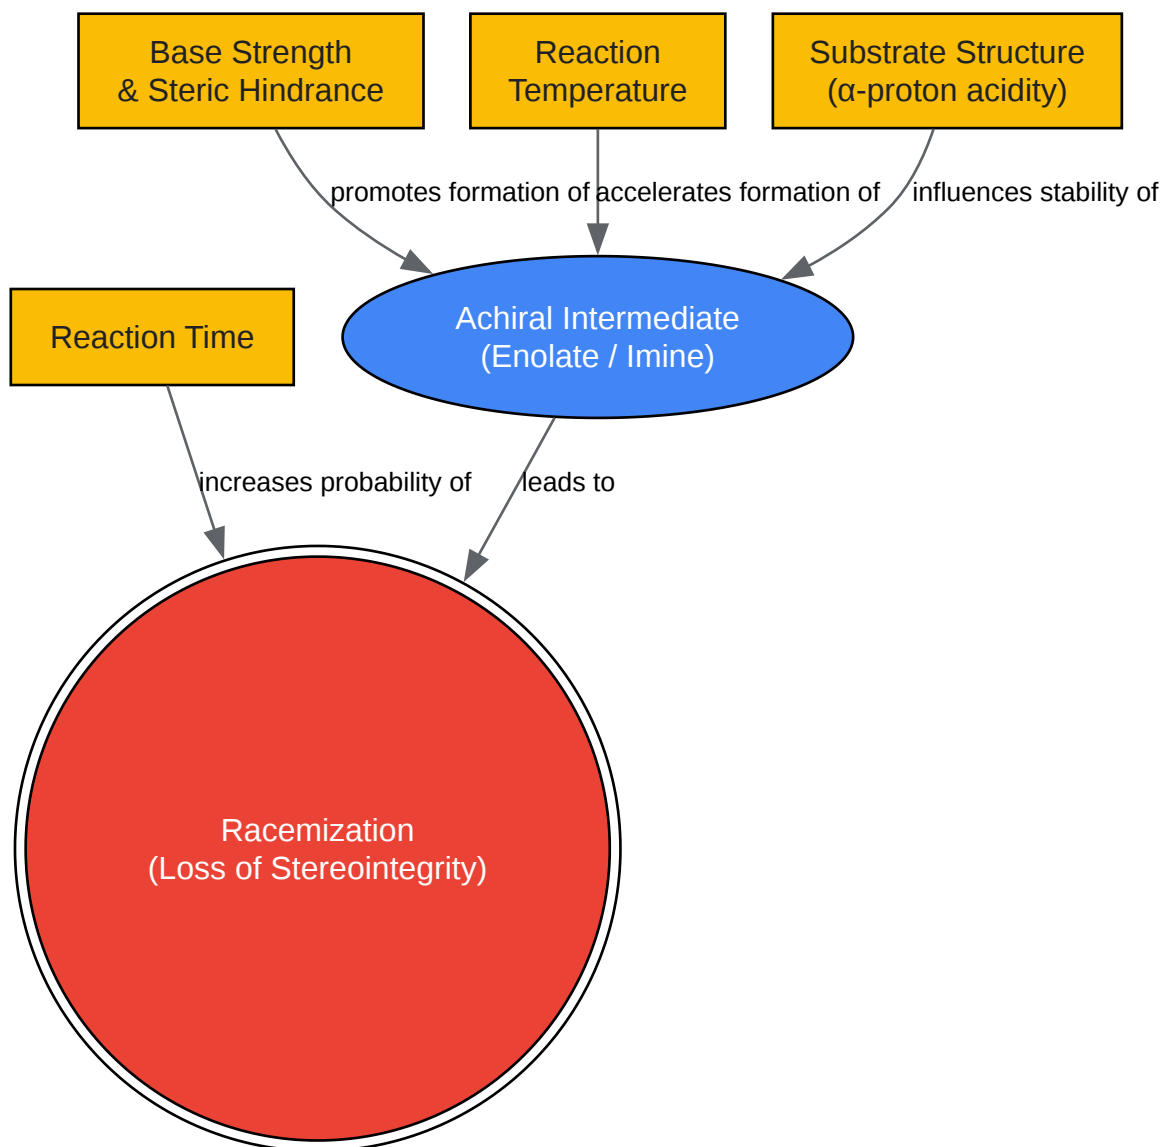 Base Strength
& Steric Hindrance
Reaction
Temperature
Substrate Structure
(α-proton acidity)
promotes formation of
accelerates formation of
influences stability of
Reaction Time
Achiral Intermediate
(Enolate / Imine)
increases probability of
leads to
Racemization
(Loss of Stereointegrity)